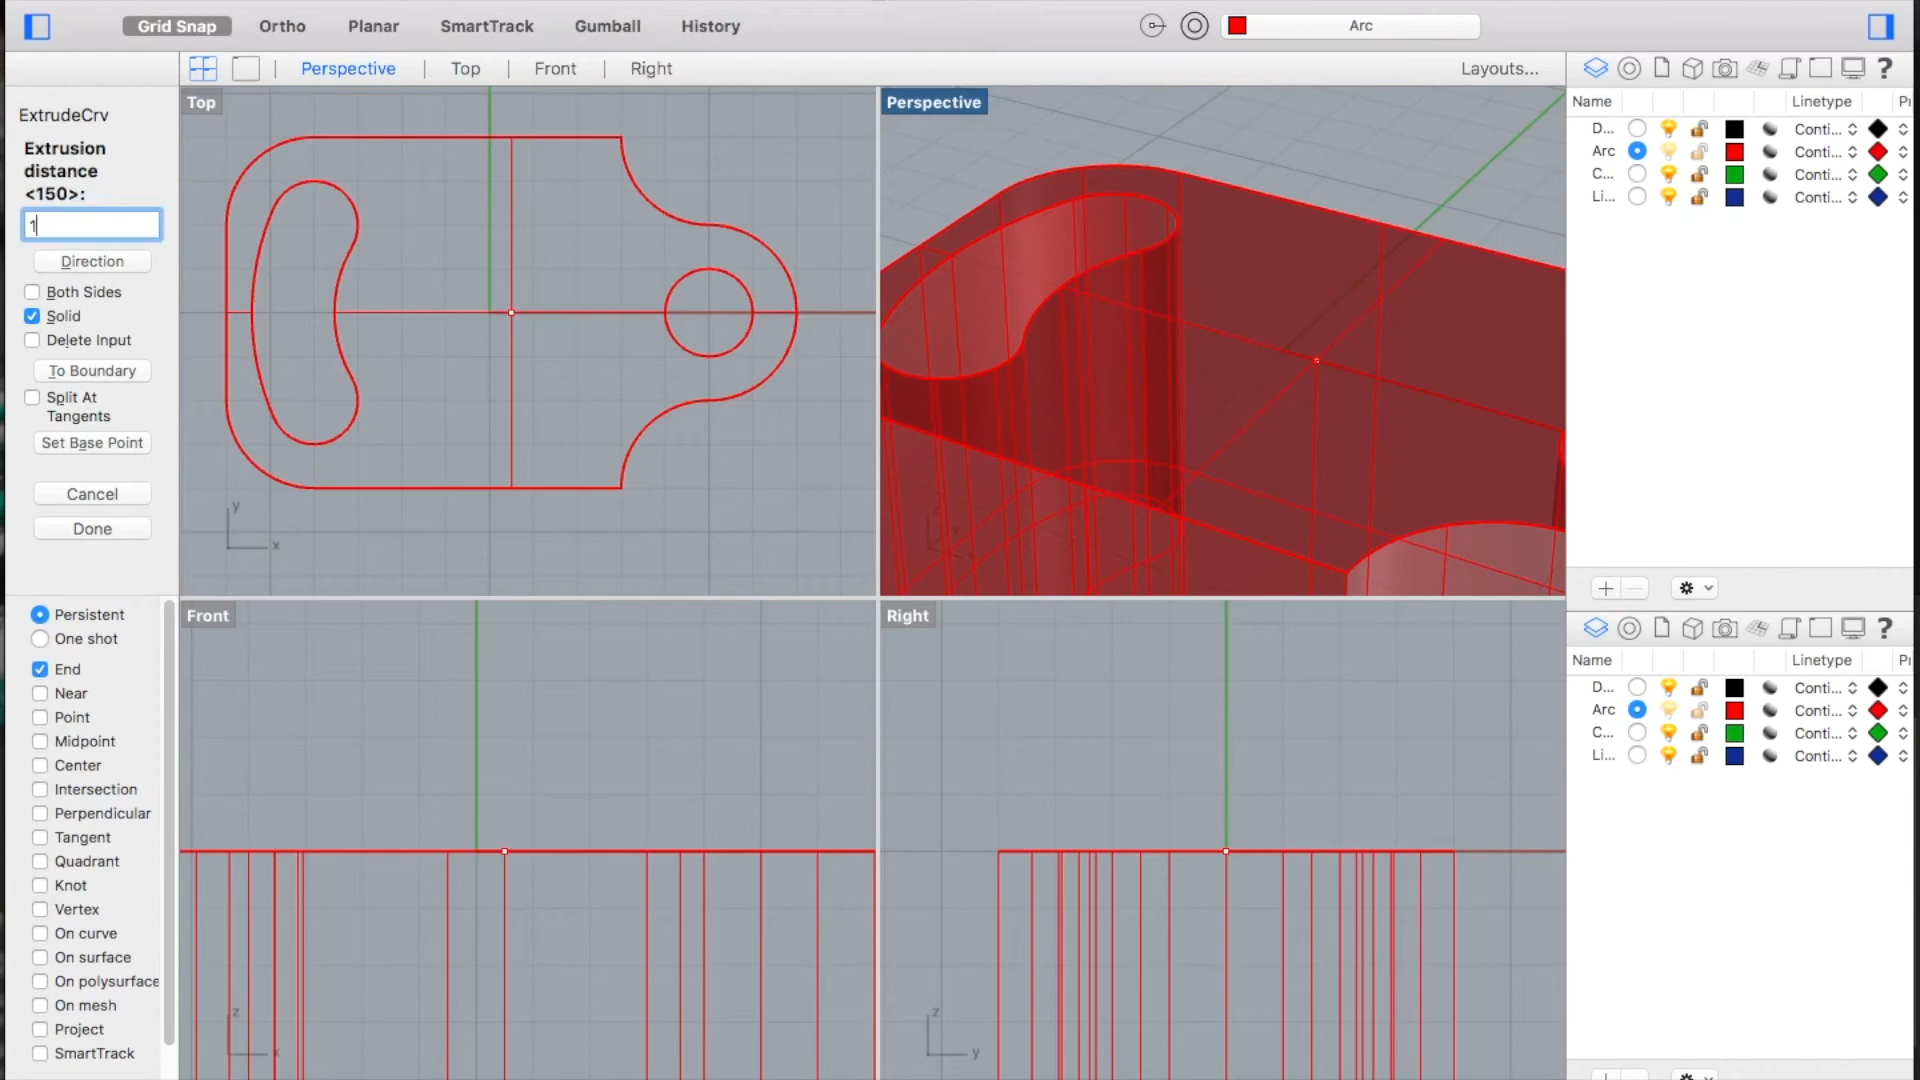 Grid Snap Ortho Planar SmartTrack Gumball History Arc
Perspective | Top | Front | Right Layouts...
ExtrudeCrv
Extrusion
distance
<150>:
1
Direction
Both Sides
Solid
Delete Input
To Boundary
Split At
Tangents
Set Base Point
Cancel
Done
Persistent
One shot
End
Near
Point
Midpoint
Center
Intersection
Perpendicular
Tangent
Quadrant
Knot
Vertex
On curve
On surface
On polysurface
On mesh
Project
SmartTrack
Top
y
x
Perspective
Front
z
x
Right
z
y
?
Name Linetype
D... Conti...
Arc Conti...
C... Conti...
Li... Conti...
?
Name Linetype
D... Conti...
Arc Conti...
C... Conti...
Li... Conti...